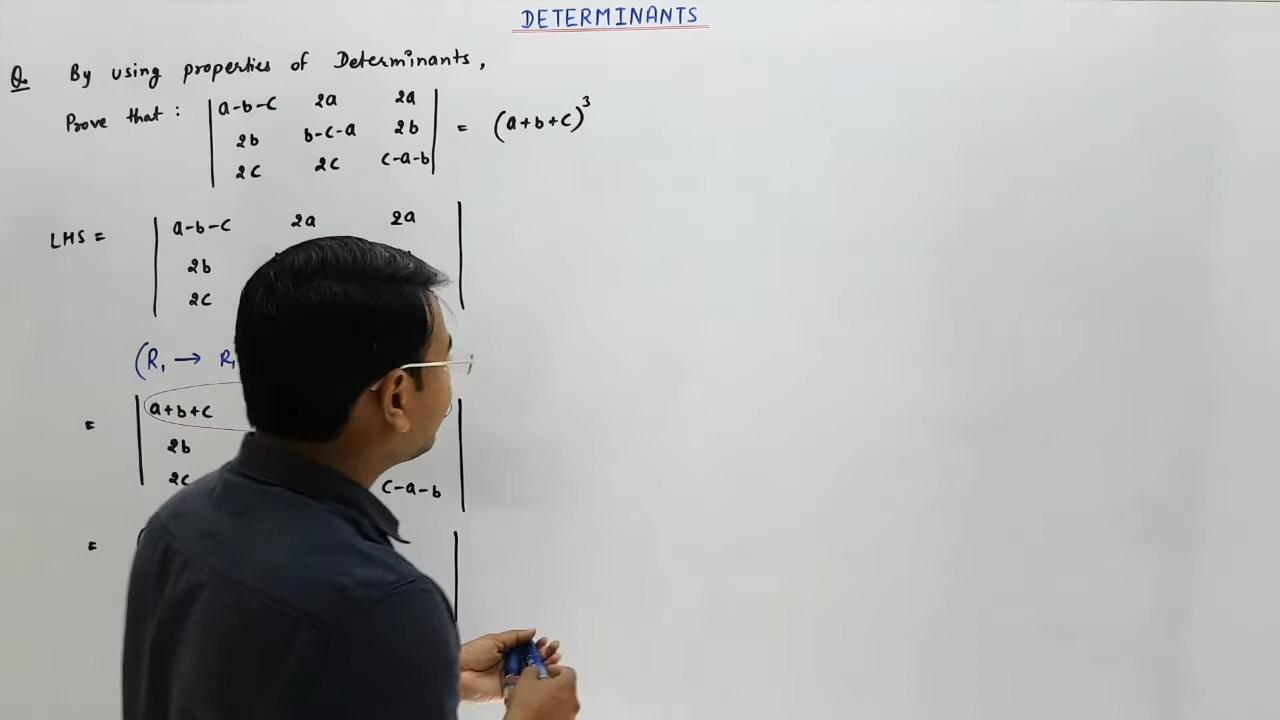 DETERMINANTS
Q. By using properties of Determinants,
Prove that : | a-b-c 2a 2a |
| 2b b-c-a 2b | = (a+b+c)³
| 2c 2c c-a-b |
LHS = | a-b-c 2a 2a |
| 2b |
| 2c |
(R₁ → R₁
= | a+b+c |
| 2b |
| 2c c-a-b |
= |